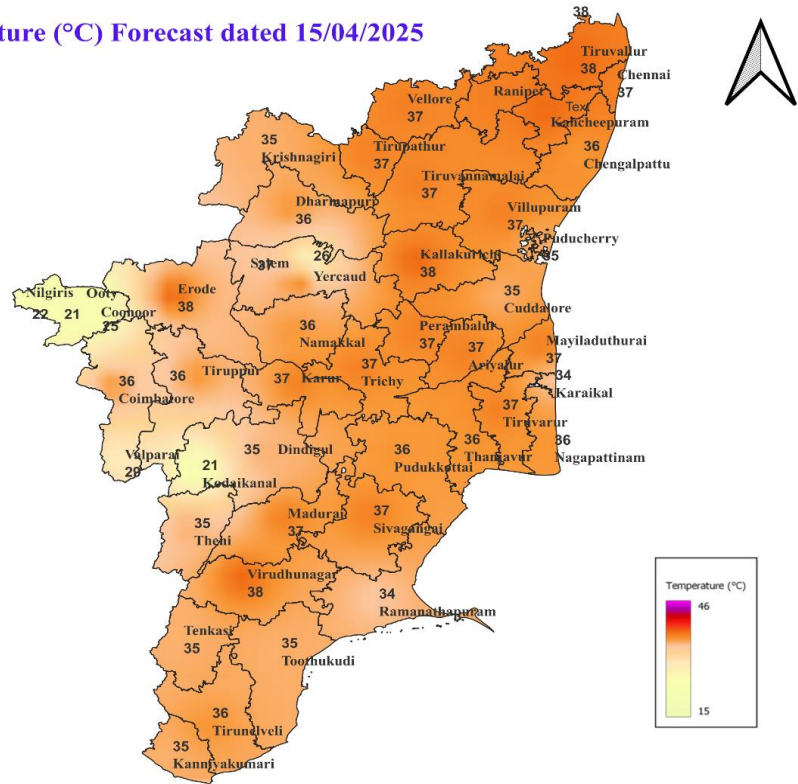 ture (°C) Forecast dated 15/04/2025
38
Tiruvallur
38
Chennai
37
Vellore
37
Ranipet
Text
Kancheepuram
36
Chengalpattu
35
Krishnagiri
Tirupathur
37
Tiruvannamalai
37
Dharmapuri
36
Villupuram
37
Puducherry
35
Salem
37
26
Yercaud
Kallakurichi
38
35
Cuddalore
Nilgiris
22
Ooty
21
Coonoor
25
Erode
38
36
Namakkal
Perambalur
37
37
Ariyalur
Mayiladuthurai
37
34
Karaikal
36
Coimbatore
36
Tiruppur
37
Karur
37
Trichy
37
Tiruvarur
36
Thanjavur
36
Nagapattinam
Valparai
29
21
Kodaikanal
35
Dindigul
36
Pudukkottai
35
Theni
Madurai
37
37
Sivagangai
Virudhunagar
38
34
Ramanathapuram
Tenkasi
35
35
Toothukudi
36
Tirunelveli
35
Kanniyakumari
Temperature (°C)
46
15